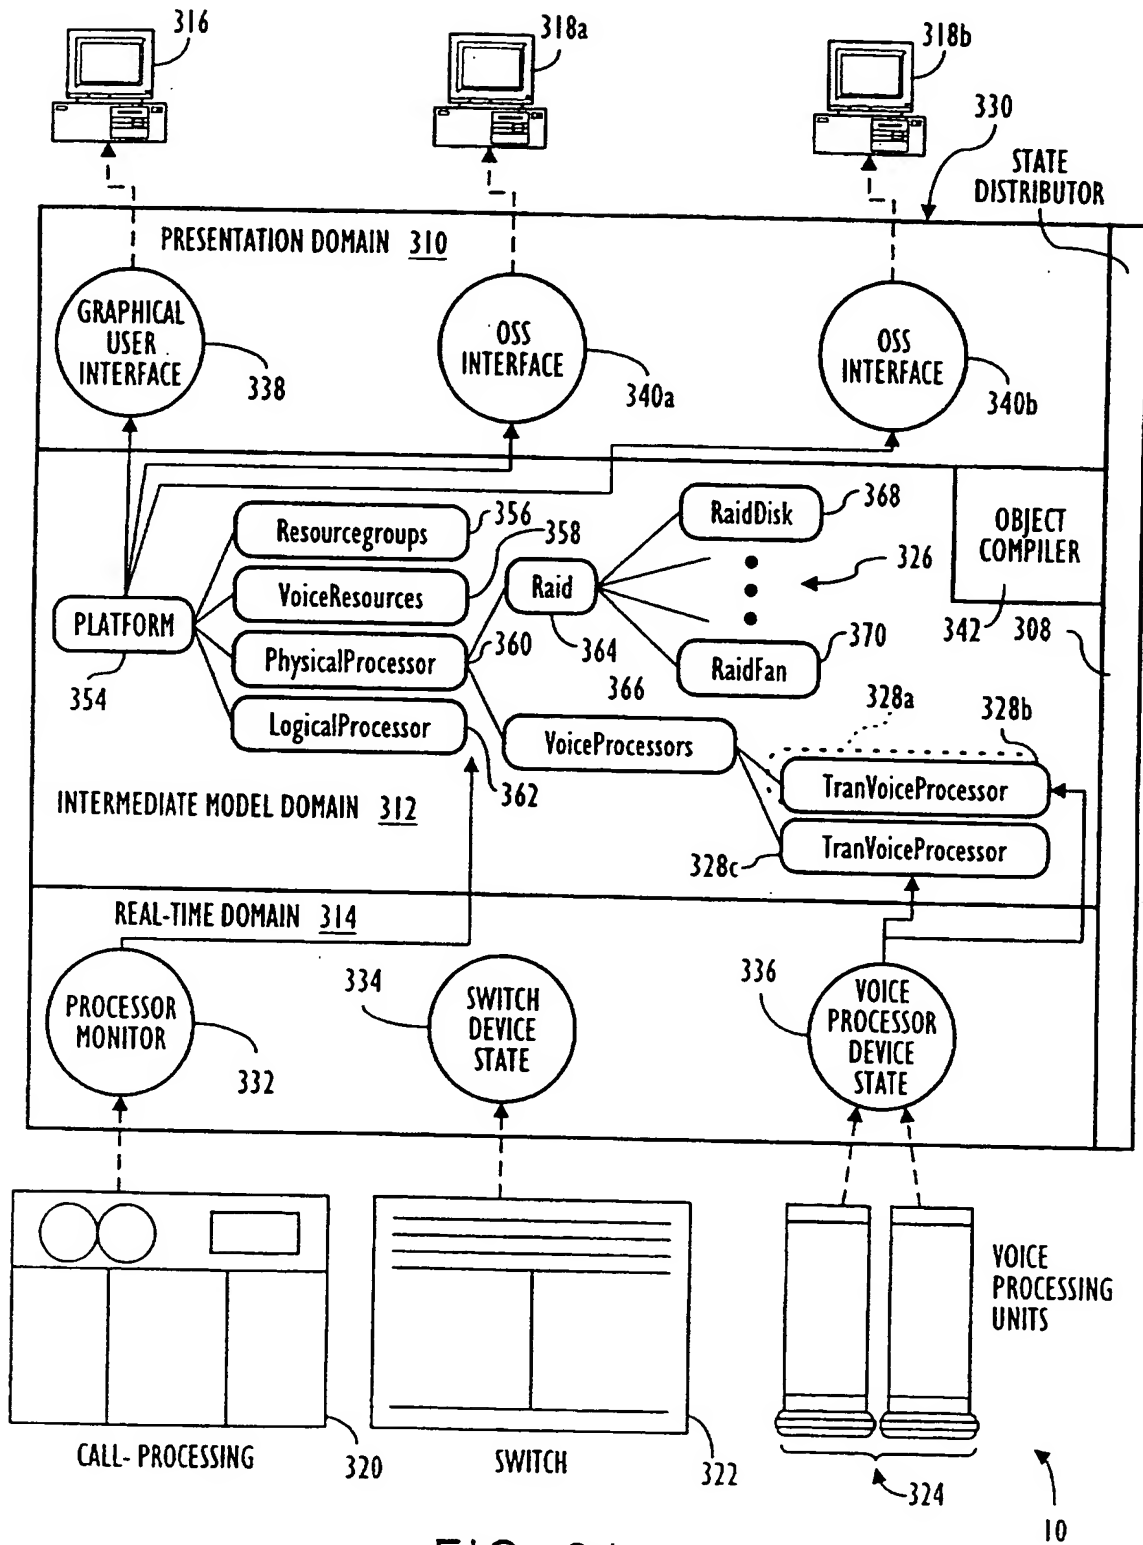 316
318a
318b
330
STATE
DISTRIBUTOR
PRESENTATION DOMAIN 310
GRAPHICAL
USER
INTERFACE
338
OSS
INTERFACE
340a
OSS
INTERFACE
340b
Resourcegroups
356
358
RaidDisk
368
OBJECT
COMPILER
VoiceResources
Raid
326
PLATFORM
354
PhysicalProcessor
360
364
342
308
366
RaidFan
370
328a
328b
LogicalProcessor
362
VoiceProcessors
TranVoiceProcessor
INTERMEDIATE MODEL DOMAIN 312
328c
TranVoiceProcessor
REAL-TIME DOMAIN 314
PROCESSOR
MONITOR
332
334
SWITCH
DEVICE
STATE
336
VOICE
PROCESSOR
DEVICE
STATE
VOICE
PROCESSING
UNITS
CALL- PROCESSING
320
SWITCH
322
324
10